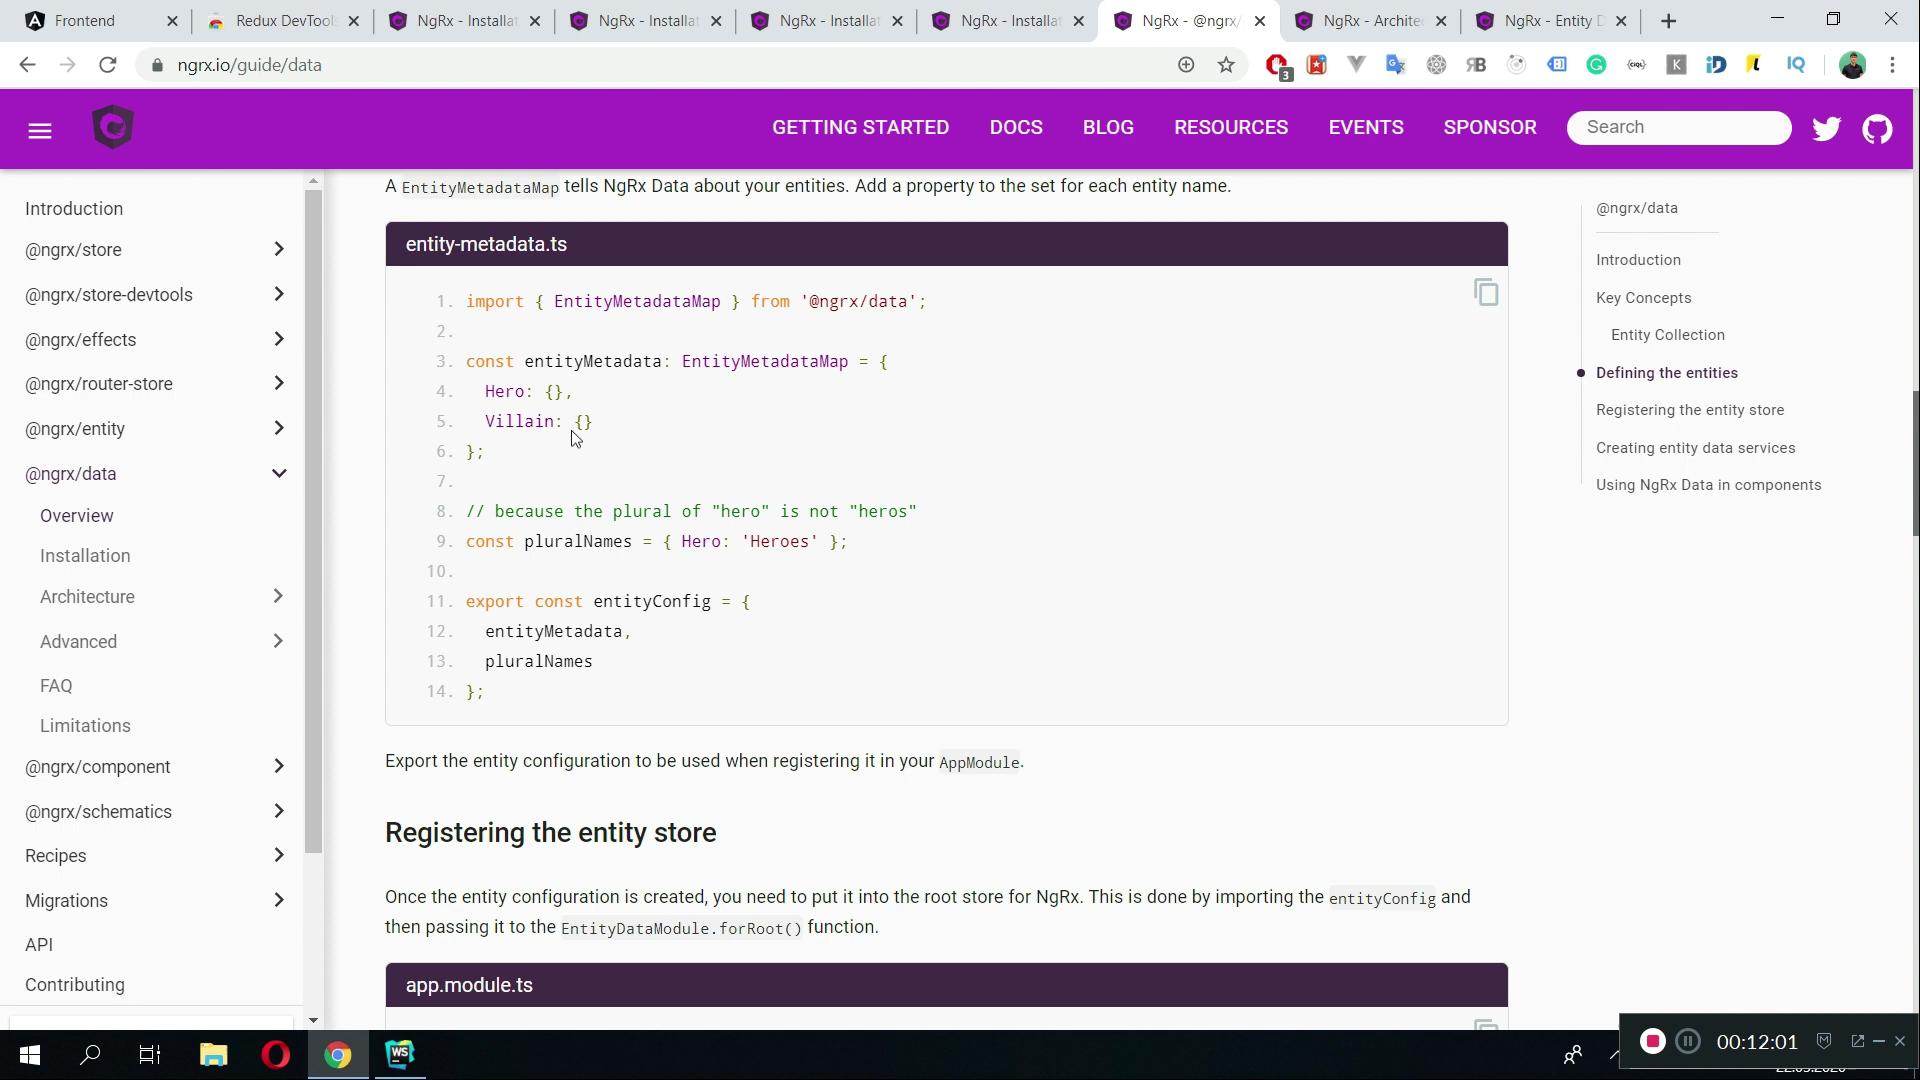 Frontend
Redux DevTools
NgRx - Installat
NgRx - Installat
NgRx - Installat
NgRx - Installat
NgRx - @ngrx/
NgRx - Archite
NgRx - Entity D
ngrx.io/guide/data
3
GETTING STARTED
DOCS
BLOG
RESOURCES
EVENTS
SPONSOR
Search
Introduction
@ngrx/store
@ngrx/store-devtools
@ngrx/effects
@ngrx/router-store
@ngrx/entity
@ngrx/data
Overview
Installation
Architecture
Advanced
FAQ
Limitations
@ngrx/component
@ngrx/schematics
Recipes
Migrations
API
Contributing
A EntityMetadataMap tells NgRx Data about your entities. Add a property to the set for each entity name.
entity-metadata.ts
1. import { EntityMetadataMap } from '@ngrx/data';
2.
3. const entityMetadata: EntityMetadataMap = {
4. Hero: {},
5. Villain: {}
6. };
7.
8. // because the plural of "hero" is not "heros"
9. const pluralNames = { Hero: 'Heroes' };
10.
11. export const entityConfig = {
12. entityMetadata,
13. pluralNames
14. };
Export the entity configuration to be used when registering it in your AppModule.
Registering the entity store
Once the entity configuration is created, you need to put it into the root store for NgRx. This is done by importing the entityConfig and
then passing it to the EntityDataModule.forRoot() function.
app.module.ts
@ngrx/data
Introduction
Key Concepts
Entity Collection
Defining the entities
Registering the entity store
Creating entity data services
Using NgRx Data in components
WS
00:12:01